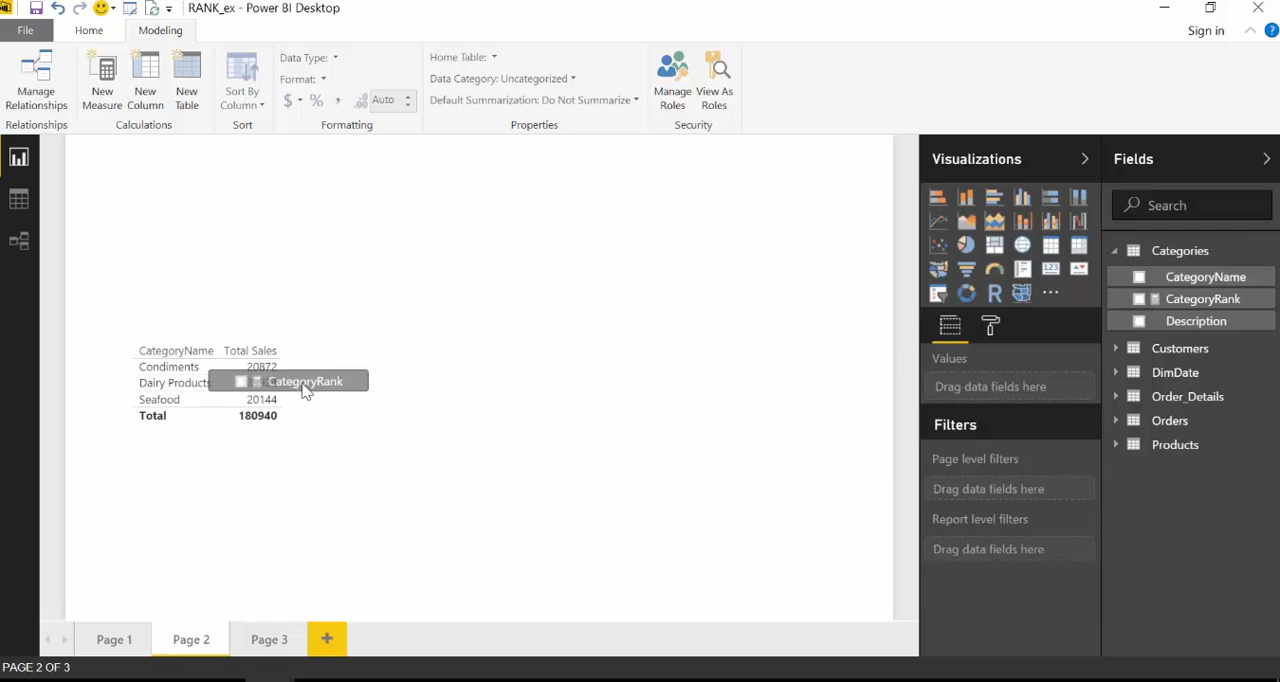 RANK_ex - Power BI Desktop
File
Home
Modeling
Sign in
?
Manage
Relationships
Relationships
New
Measure
New
Column
New
Table
Calculations
Sort By
Column
Sort
Data Type:
Format:
$ % , Auto
Formatting
Home Table:
Data Category: Uncategorized
Default Summarization: Do Not Summarize
Properties
Manage
Roles
View As
Roles
Security
CategoryName Total Sales
Condiments 20872
Dairy Products
CategoryRank
Seafood 20144
Total 180940
Visualizations
R
123
Values
Drag data fields here
Filters
Page level filters
Drag data fields here
Report level filters
Drag data fields here
Fields
Search
Categories
CategoryName
CategoryRank
Description
Customers
DimDate
Order_Details
Orders
Products
Page 1
Page 2
Page 3
+
PAGE 2 OF 3